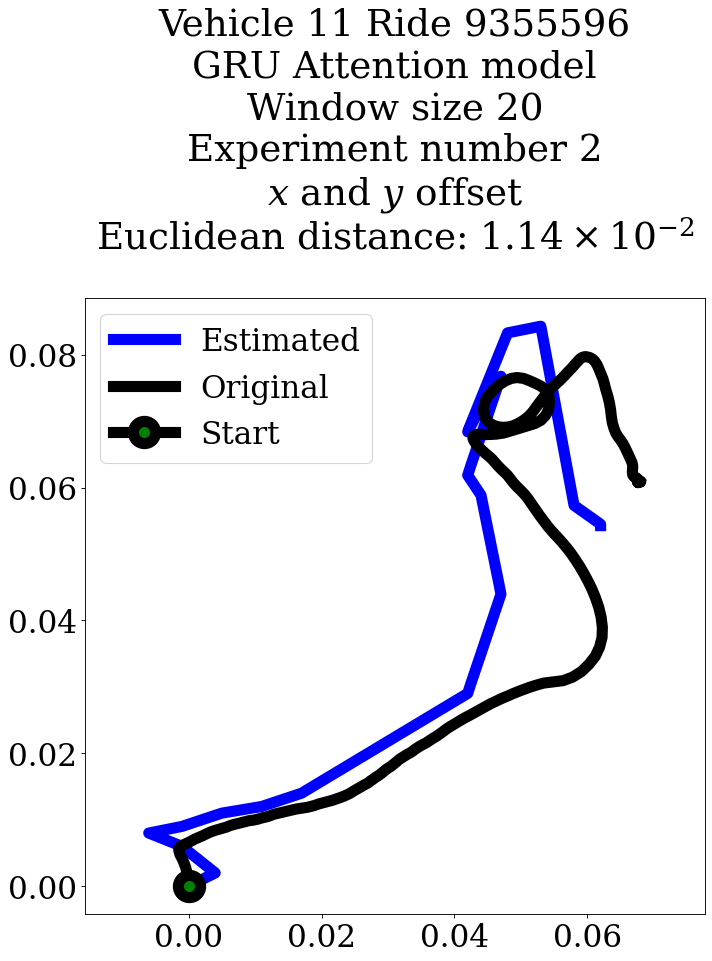 Vehicle 11 Ride 9355596
GRU Attention model
Window size 20
Experiment number 2
x and y offset
Euclidean distance: 1.14 × 10⁻²
Estimated
Original
Start
0.08
0.06
0.04
0.02
0.00
0.00 0.02 0.04 0.06